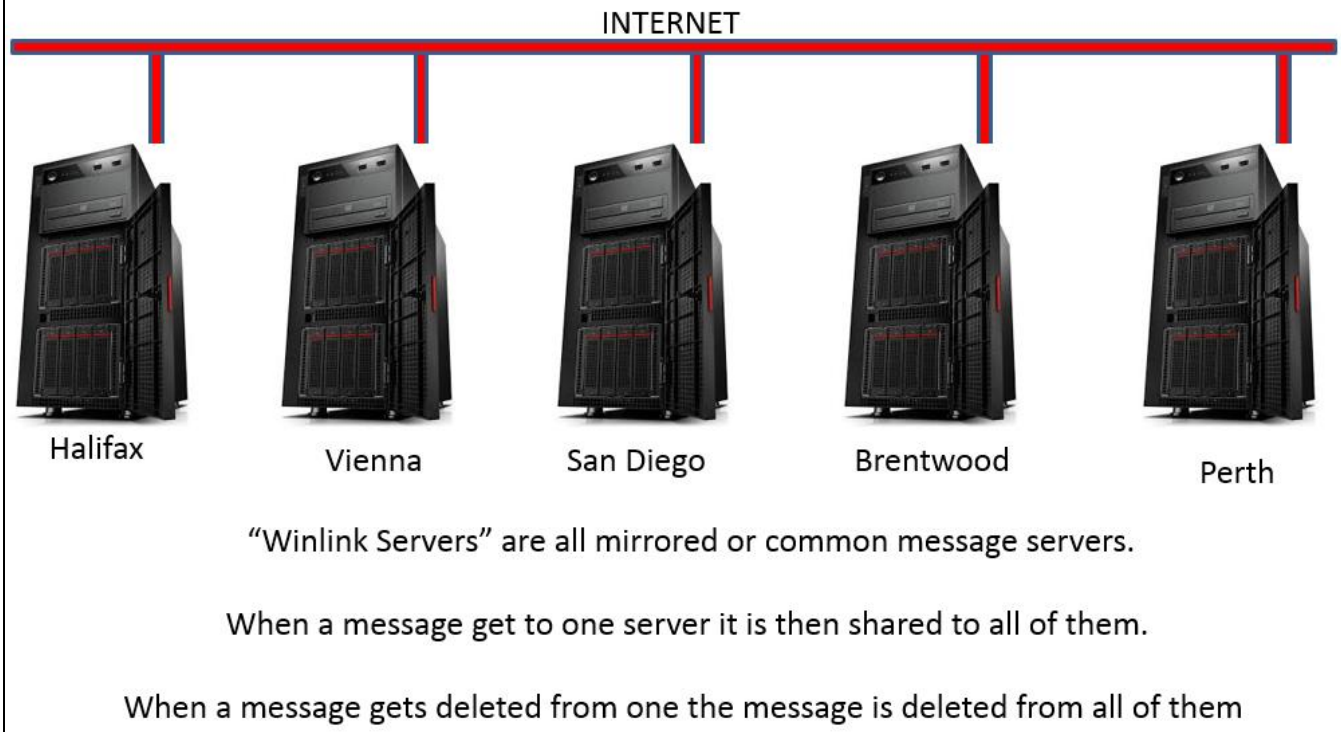 INTERNET
Halifax
Vienna
San Diego
Brentwood
Perth
“Winlink Servers” are all mirrored or common message servers.
When a message get to one server it is then shared to all of them.
When a message gets deleted from one the message is deleted from all of them